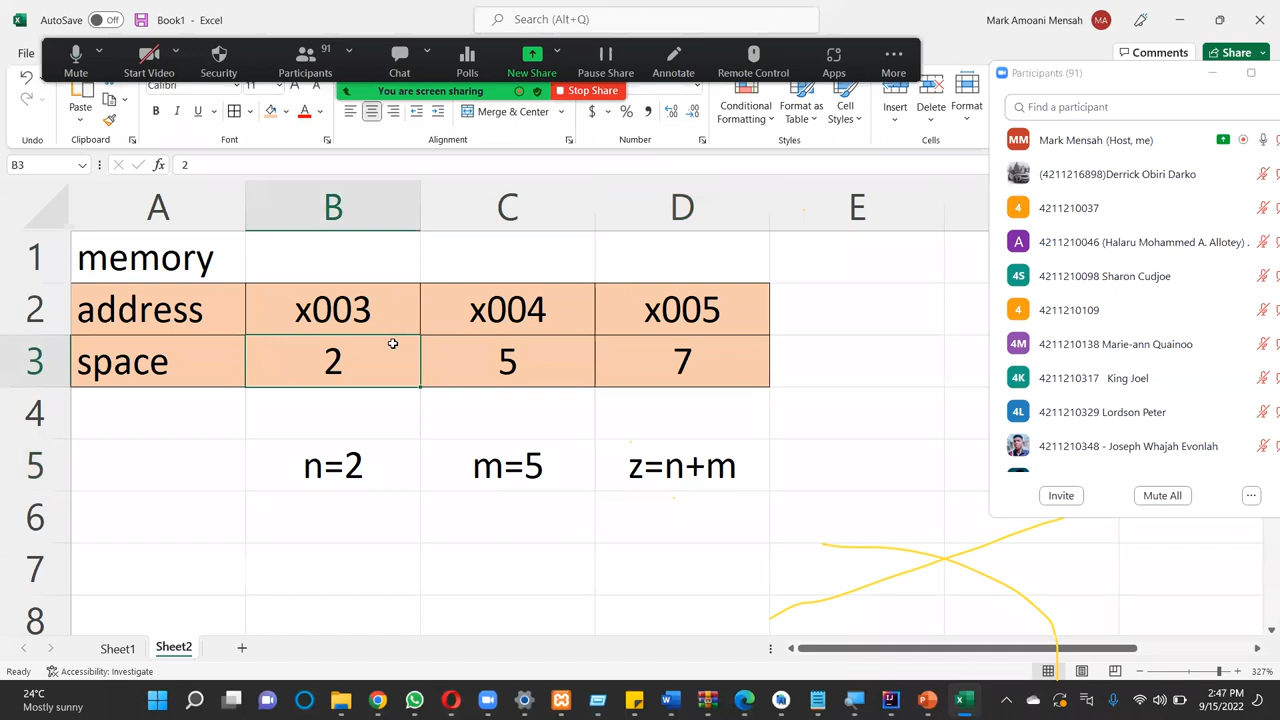 AutoSave Off Book1 - Excel Search (Alt+Q) Mark Amoani Mensah MA
File Comments Share
Mute Start Video Security Participants 91 Chat Polls New Share Pause Share Annotate Remote Control Apps More
You are screen sharing Stop Share
Calibri
Paste B I U A Merge & Center $ % Conditional Formatting Format as Table Cell Styles Insert Delete Format
Undo Clipboard Font Alignment Number Styles Cells
B3 fx 2
A B C D E
1 memory
2 address x003 x004 x005
3 space 2 5 7
4
5 n=2 m=5 z=n+m
6
7
8
Participants (91)
Find a participant
MM Mark Mensah (Host, me)
(4211216898)Derrick Obiri Darko
4 4211210037
A 4211210046 (Halaru Mohammed A. Allotey) .
4S 4211210098 Sharon Cudjoe
4 4211210109
4M 4211210138 Marie-ann Quainoo
4K 4211210317 King Joel
4L 4211210329 Lordson Peter
4211210348 - Joseph Whajah Evonlah
Invite Mute All ...
Sheet1 Sheet2
Ready Accessibility: Investigate 327%
24°C
Mostly sunny
2:47 PM
9/15/2022